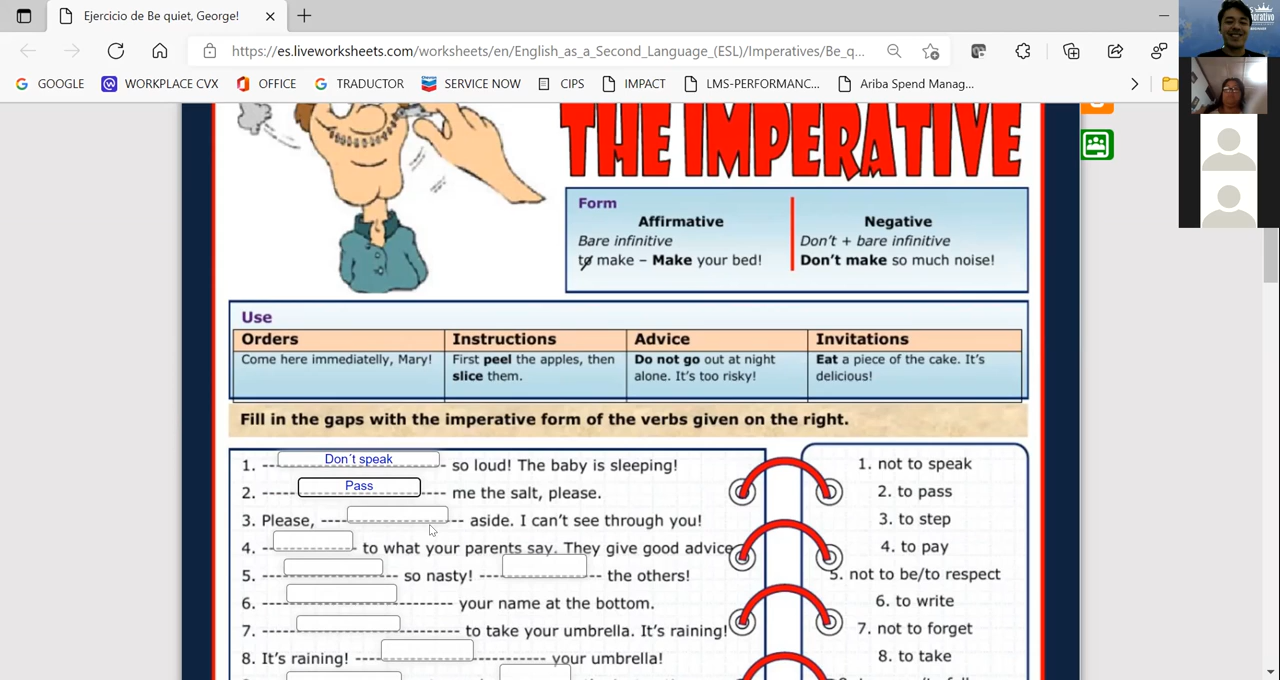 Ejercicio de Be quiet, George!
https://es.liveworksheets.com/worksheets/en/English_as_a_Second_Language_(ESL)/Imperatives/Be_q...
GOOGLE WORKPLACE CVX OFFICE TRADUCTOR SERVICE NOW CIPS IMPACT LMS-PERFORMANC... Ariba Spend Manag...
THE IMPERATIVE
Form
Affirmative Negative
Bare infinitive Don't + bare infinitive
to make – Make your bed! Don't make so much noise!
Use
Orders Instructions Advice Invitations
Come here immediatelly, Mary! First peel the apples, then Do not go out at night Eat a piece of the cake. It's
slice them. alone. It's too risky! delicious!
Fill in the gaps with the imperative form of the verbs given on the right.
1. Don´t speak so loud! The baby is sleeping! 1. not to speak
2. Pass me the salt, please. 2. to pass
3. Please, aside. I can't see through you! 3. to step
4. to what your parents say. They give good advice 4. to pay
5. so nasty! the others! 5. not to be/to respect
6. your name at the bottom. 6. to write
7. to take your umbrella. It's raining! 7. not to forget
8. It's raining! your umbrella! 8. to take